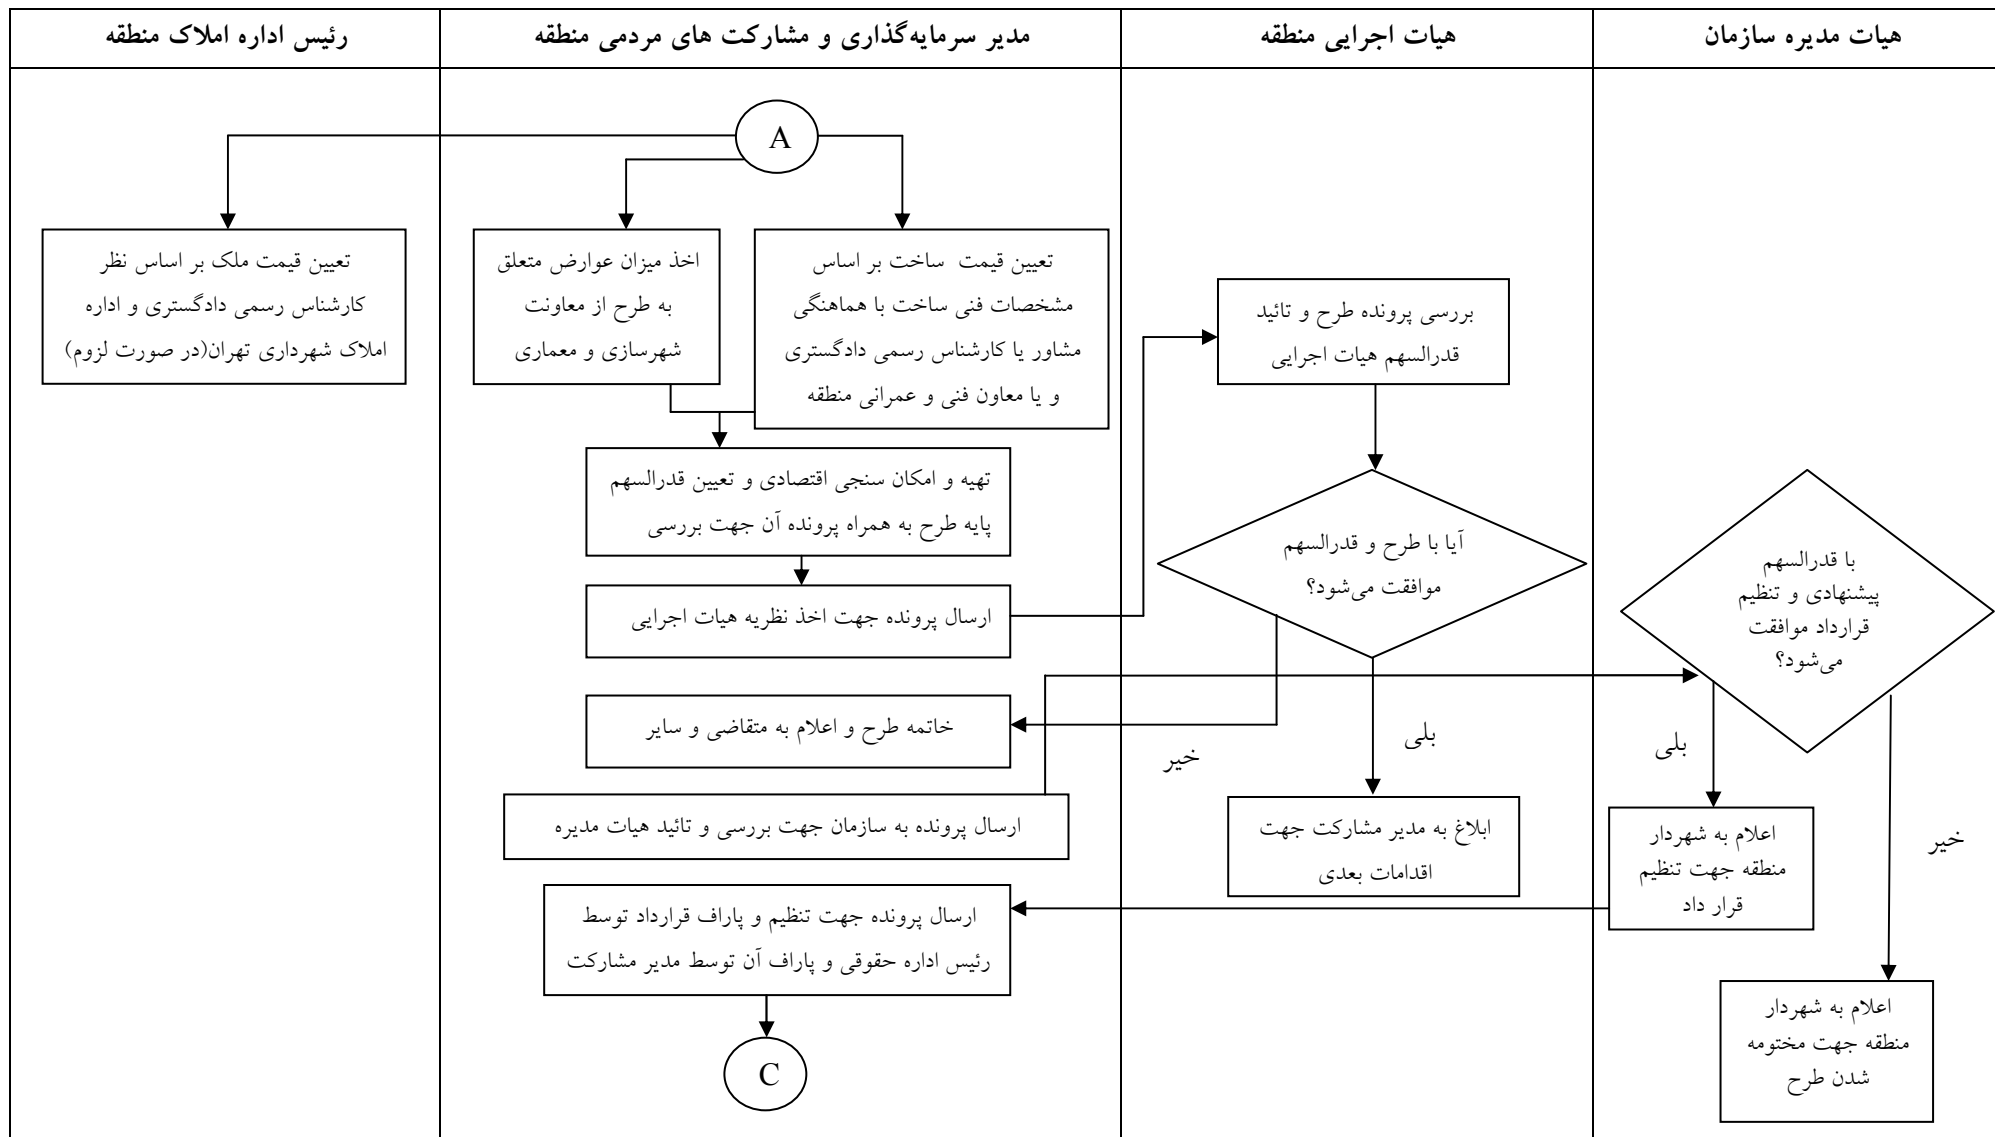 هیات مدیره سازمان
هیات اجرایی منطقه
مدیر سرمایه‌گذاری و مشارکت های مردمی منطقه
رئیس اداره املاک منطقه
A
تعیین قیمت ساخت بر اساس
مشخصات فنی ساخت با هماهنگی
مشاور یا کارشناس رسمی دادگستری
و یا معاون فنی و عمرانی منطقه
اخذ میزان عوارض متعلق
به طرح از معاونت
شهرسازی و معماری
تعیین قیمت ملک بر اساس نظر
کارشناس رسمی دادگستری و اداره
املاک شهرداری تهران(در صورت لزوم)
تهیه و امکان سنجی اقتصادی و تعیین قدرالسهم
پایه طرح به همراه پرونده آن جهت بررسی
ارسال پرونده جهت اخذ نظریه هیات اجرایی
بررسی پرونده طرح و تائید
قدرالسهم هیات اجرایی
آیا با طرح و قدرالسهم
موافقت می‌شود؟
خیر
بلی
خاتمه طرح و اعلام به متقاضی و سایر
ابلاغ به مدیر مشارکت جهت
اقدامات بعدی
ارسال پرونده به سازمان جهت بررسی و تائید هیات مدیره
با قدرالسهم
پیشنهادی و تنظیم
قرارداد موافقت
می‌شود؟
بلی
خیر
اعلام به شهردار
منطقه جهت تنظیم
قرار داد
اعلام به شهردار
منطقه جهت مختومه
شدن طرح
ارسال پرونده جهت تنظیم و پاراف قرارداد توسط
رئیس اداره حقوقی و پاراف آن توسط مدیر مشارکت
C